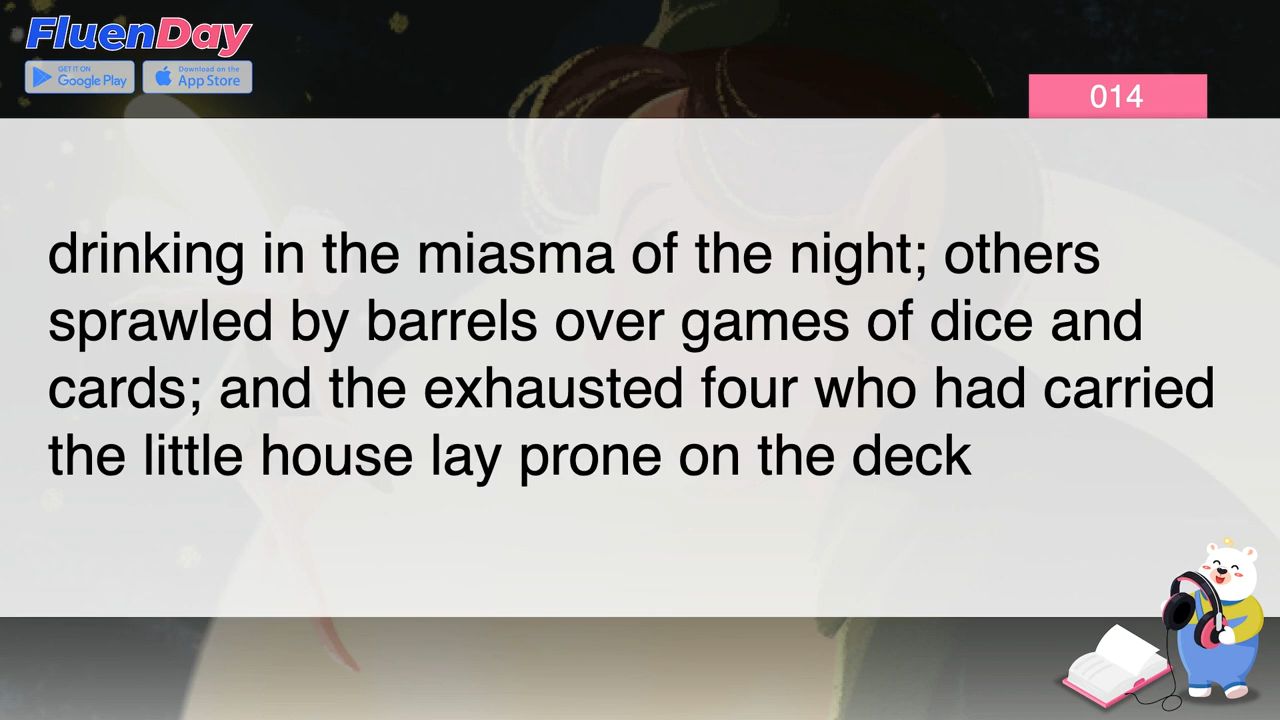 FluenDay
GET IT ON
Google Play
Download on the
App Store
014
drinking in the miasma of the night; others
sprawled by barrels over games of dice and
cards; and the exhausted four who had carried
the little house lay prone on the deck